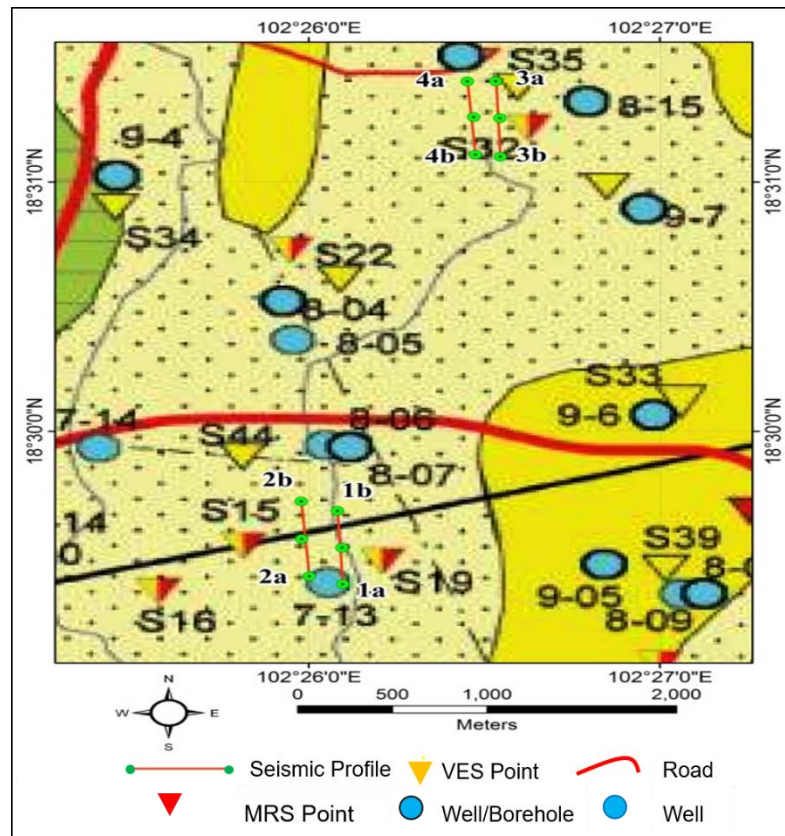 102°26'0"E 102°27'0"E
4a S35 3a
8-15
9-4
4b S32 3b
18°31'0"N 18°31'0"N
9-7
S34
S22
8-04
8-05
S33
9-6
7-14 8-06
18°30'0"N 18°30'0"N
S44
8-07
2b 1b
S15 S39
-14
0
2a 1a S19
9-05
7-13
S16 8-09
102°26'0"E 102°27'0"E
N
W E
S
0 500 1,000 2,000
Meters
Seismic Profile VES Point Road
MRS Point Well/Borehole Well